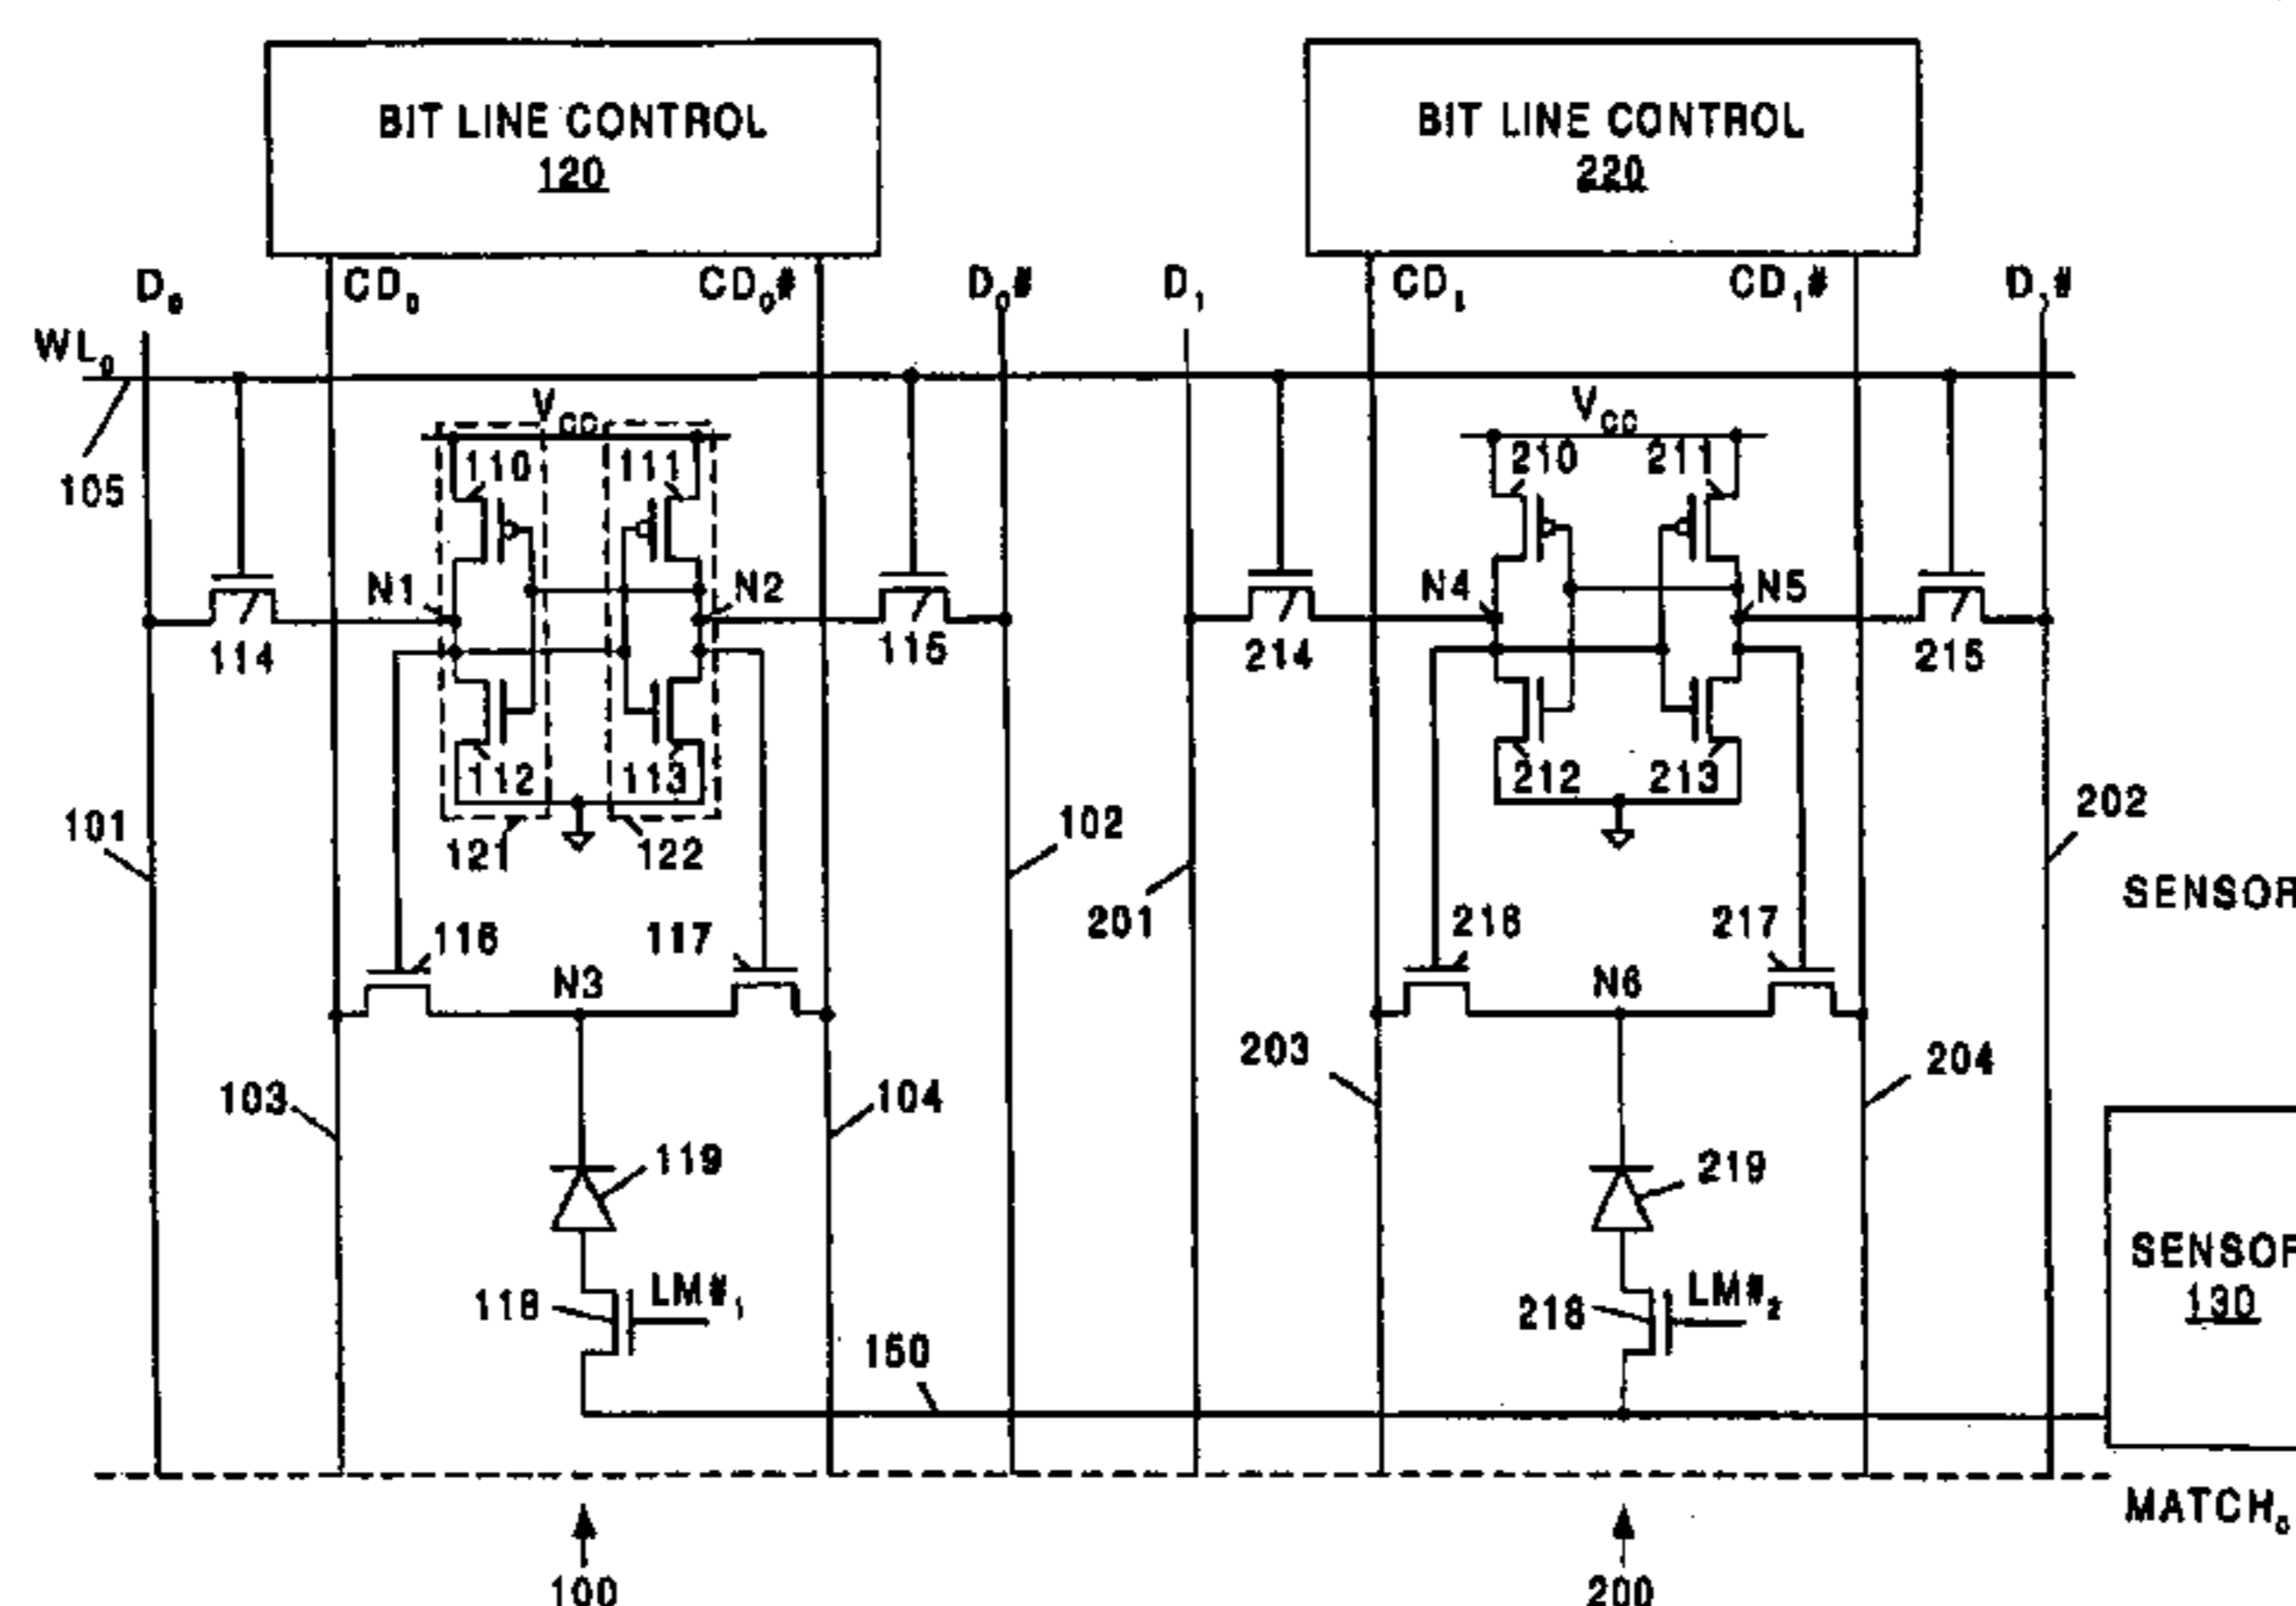 BIT LINE CONTROL
120
BIT LINE CONTROL
220
D₀
CD₀
CD₀#
D₀#
D₁
CD₁
CD₁#
D₁#
WL₀
V_CC
V_CC
105
110
111
210
211
N1
N2
N4
N5
114
115
214
215
112
113
212
213
101
121
122
102
201
202
SENSOR
116
117
216
217
N3
N6
103
104
203
204
119
219
118
LM#₁
218
LM#₂
SENSOR
130
150
MATCH₀
100
200